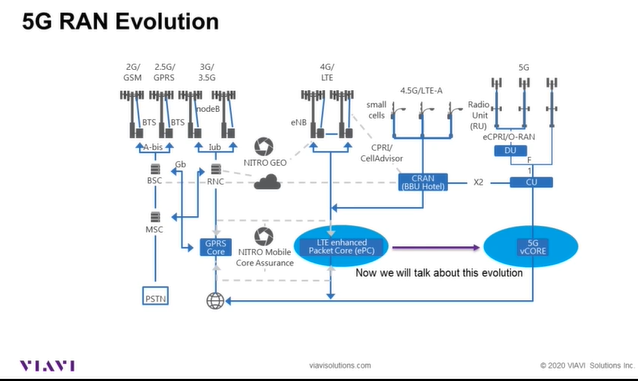 5G RAN Evolution
2G/
GSM
2.5G/
GPRS
3G/
3.5G
4G/
LTE
4.5G/LTE-A
5G
small
cells
Radio
Unit
(RU)
nodeB
BTS
BTS
eNB
eCPRI/O-RAN
A-bis
Iub
CPRI/
CellAdvisor
DU
Gb
NITRO GEO
F
1
BSC
RNC
CRAN
(BBU Hotel)
X2
CU
MSC
GPRS
Core
NITRO Mobile
Core Assurance
LTE enhanced
Packet Core (ePC)
5G
vCORE
Now we will talk about this evolution
PSTN
VIAVI
viavisolutions.com
© 2020 VIAVI Solutions Inc.